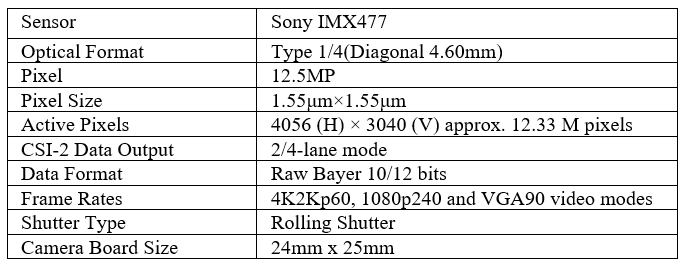 Sensor Sony IMX477
Optical Format Type 1/4(Diagonal 4.60mm)
Pixel 12.5MP
Pixel Size 1.55μm×1.55μm
Active Pixels 4056 (H) × 3040 (V) approx. 12.33 M pixels
CSI-2 Data Output 2/4-lane mode
Data Format Raw Bayer 10/12 bits
Frame Rates 4K2Kp60, 1080p240 and VGA90 video modes
Shutter Type Rolling Shutter
Camera Board Size 24mm x 25mm